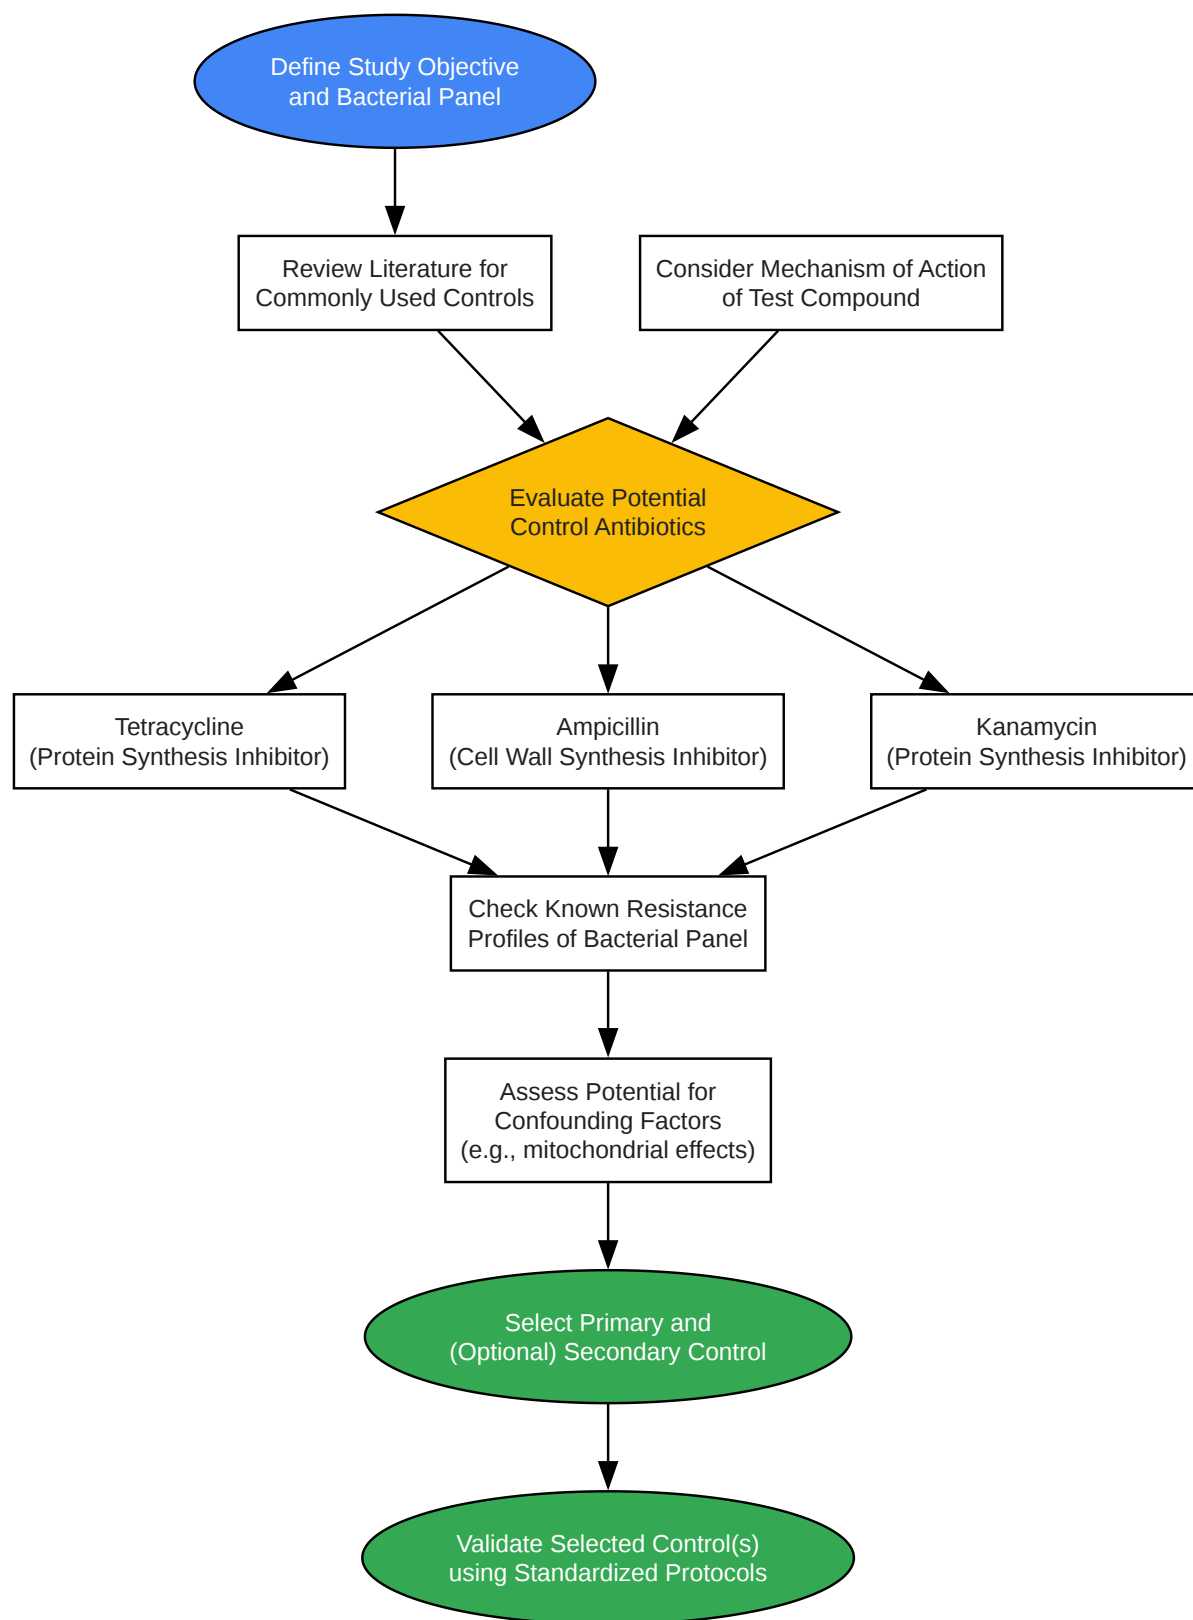 Define Study Objective
and Bacterial Panel
Review Literature for
Commonly Used Controls
Consider Mechanism of Action
of Test Compound
Evaluate Potential
Control Antibiotics
Tetracycline
(Protein Synthesis Inhibitor)
Ampicillin
(Cell Wall Synthesis Inhibitor)
Kanamycin
(Protein Synthesis Inhibitor)
Check Known Resistance
Profiles of Bacterial Panel
Assess Potential for
Confounding Factors
(e.g., mitochondrial effects)
Select Primary and
(Optional) Secondary Control
Validate Selected Control(s)
using Standardized Protocols